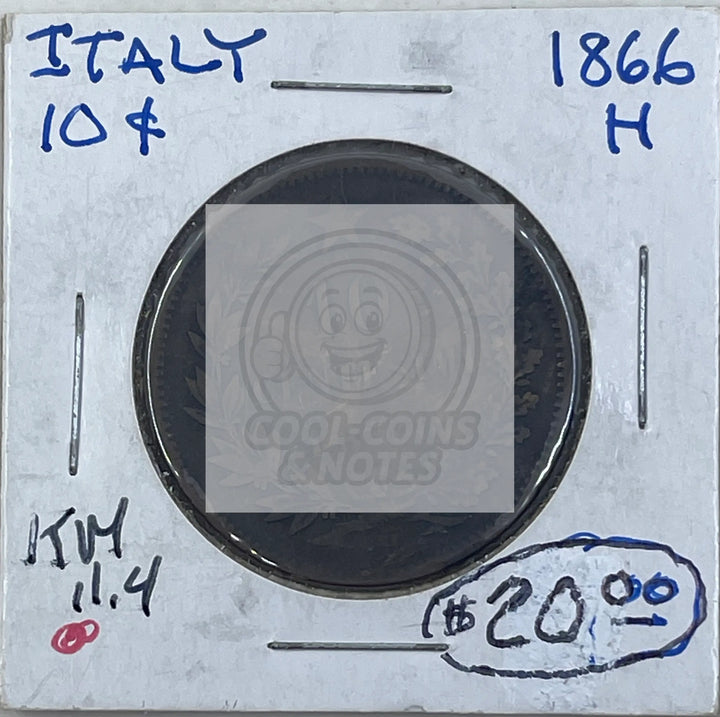 ITALY
1866
10 ¢
H
COOL-COINS
& NOTES
KM
11.4
$20.00